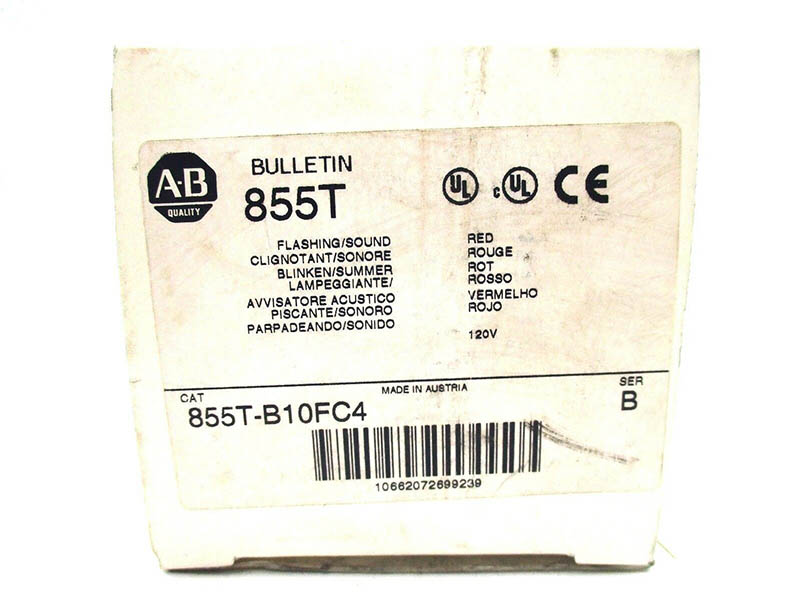 A-B
QUALITY
BULLETIN
855T
UL
c UL
CE
FLASHING/SOUND
CLIGNOTANT/SONORE
BLINKEN/SUMMER
LAMPEGGIANTE/
AVVISATORE ACUSTICO
PISCANTE/SONORO
PARPADEANDO/SONIDO
RED
ROUGE
ROT
ROSSO
VERMELHO
ROJO
120V
CAT
MADE IN AUSTRIA
SER
855T-B10FC4
B
10662072699239